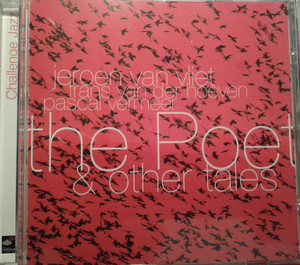 Challenge Jazz
jeroen van vliet
frans van der hoeven
pascal vermeer
the Poet
& other tales